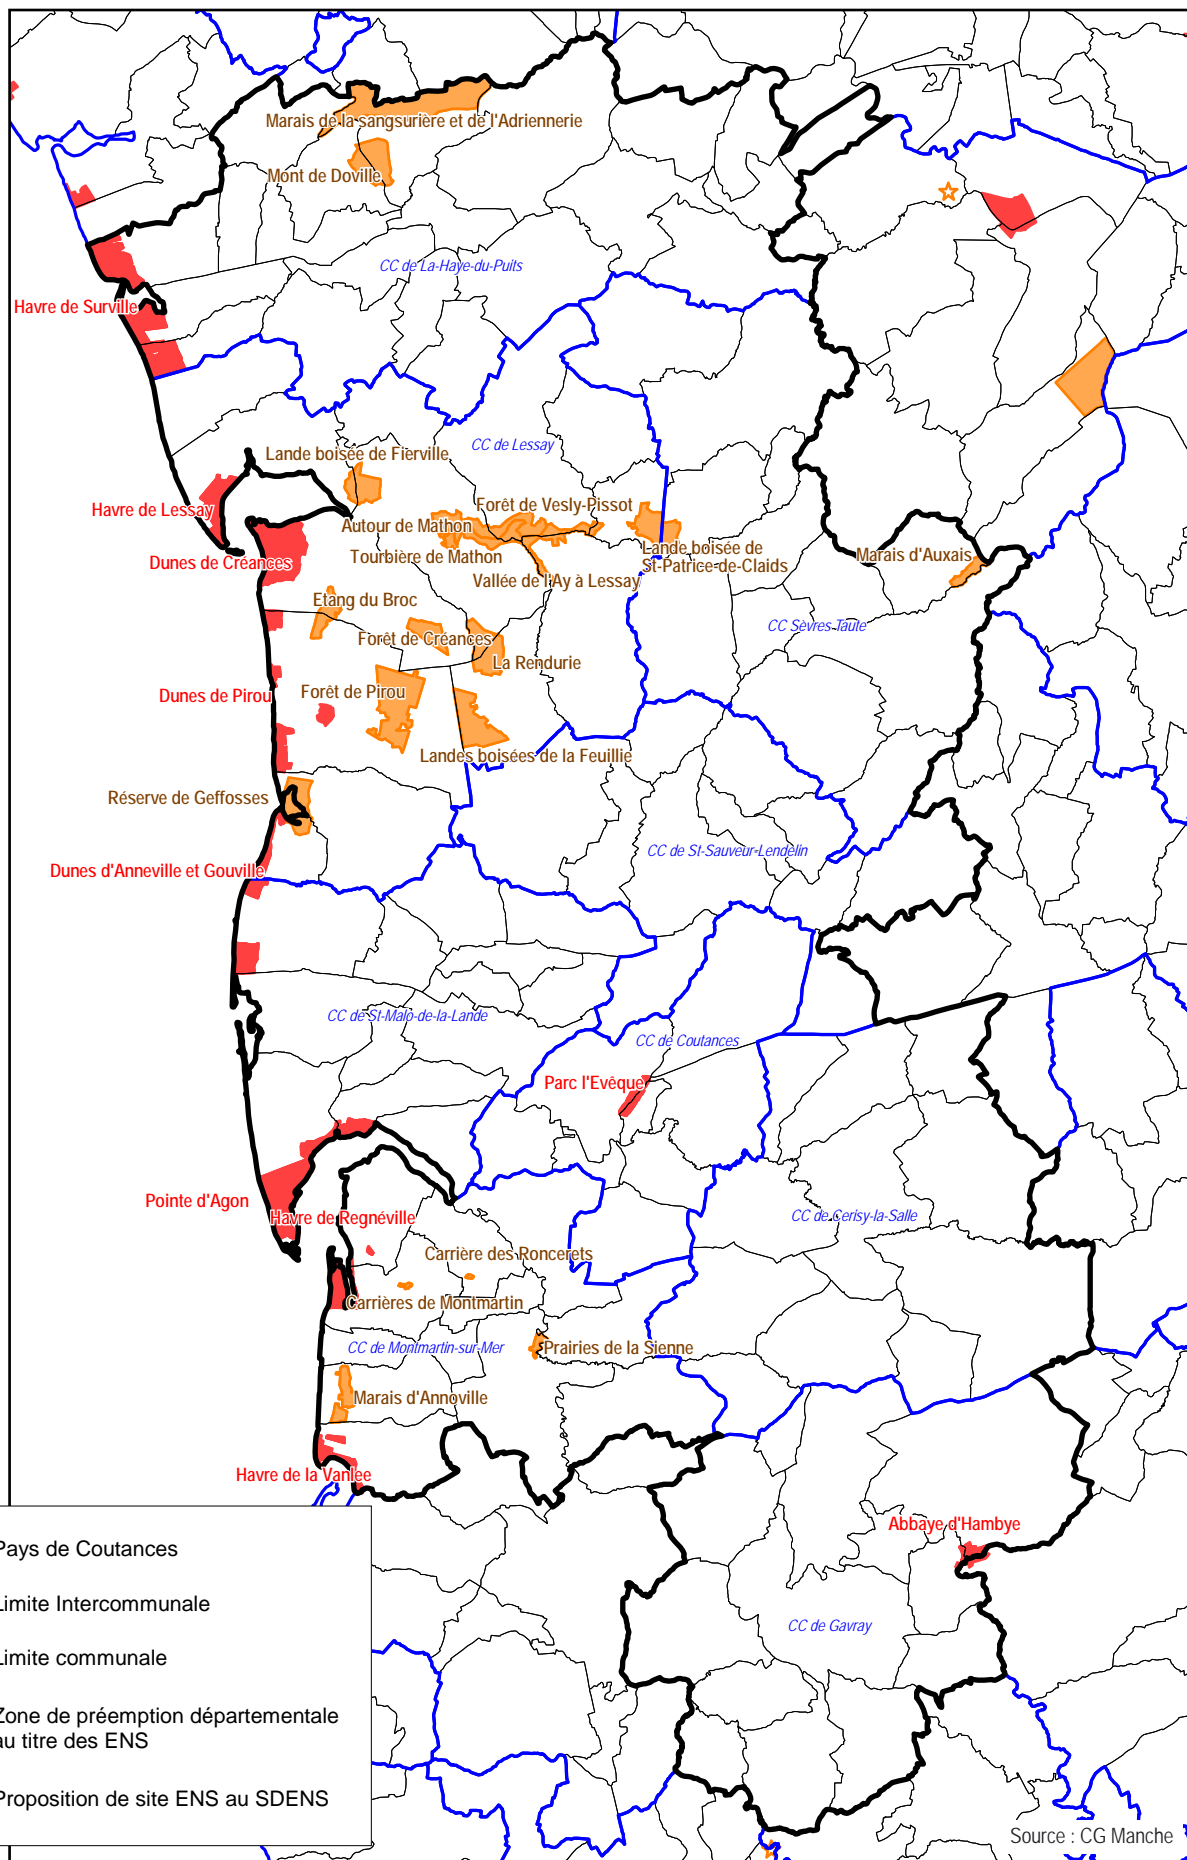 Marais de la sangsurière et de l'Adriennerie
Mont de Doville
CC de La-Haye-du-Puits
Havre de Surville
CC de Lessay
Lande boisée de Fierville
Forêt de Vesly-Pissot
Havre de Lessay
Autour de Mathon
Dunes de Créances
Tourbière de Mathon
Lande boisée de
St-Patrice-de-Claids
Marais d'Auxais
Vallée de l'Ay à Lessay
Etang du Broc
CC Sèvres-Taute
Forêt de Créances
La Rendurie
Dunes de Pirou
Forêt de Pirou
Landes boisées de la Feuillie
Réserve de Geffosses
CC de St-Sauveur-Lendelin
Dunes d'Anneville et Gouville
CC de St-Malo-de-la-Lande
CC de Coutances
Parc l'Evêque
Pointe d'Agon
Havre de Regnéville
CC de Cerisy-la-Salle
Carrière des Roncerets
Carrières de Montmartin
CC de Montmartin-sur-Mer
Prairies de la Sienne
Marais d'Annoville
Havre de la Vanlee
Abbaye d'Hambye
CC de Gavray
Pays de Coutances
Limite Intercommunale
Limite communale
Zone de préemption départementale
au titre des ENS
Proposition de site ENS au SDENS
Source : CG Manche